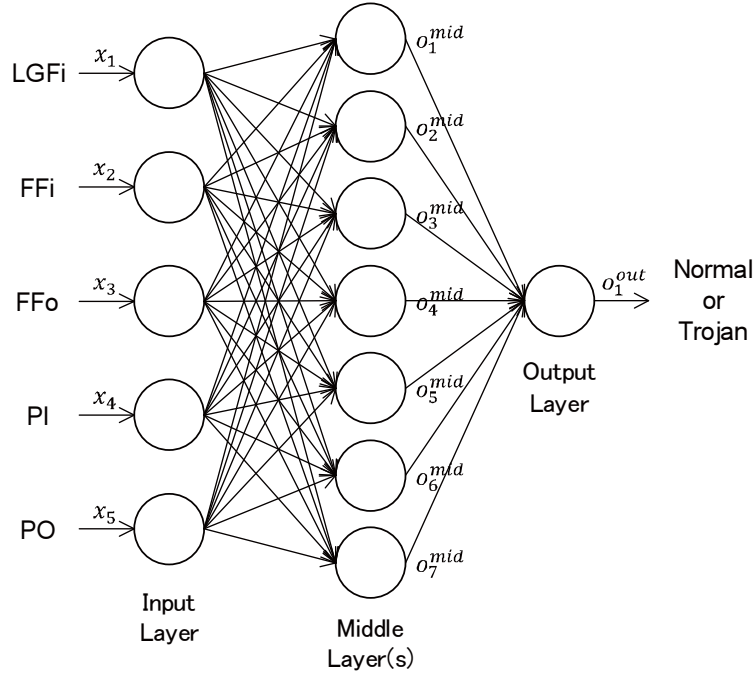 LGFi
x₁
FFi
x₂
FFo
x₃
PI
x₄
PO
x₅
Input
Layer
o₁ᵐⁱᵈ
o₂ᵐⁱᵈ
o₃ᵐⁱᵈ
o₄ᵐⁱᵈ
o₅ᵐⁱᵈ
o₆ᵐⁱᵈ
o₇ᵐⁱᵈ
Middle
Layer(s)
Output
Layer
o₁ᵒᵘᵗ
Normal
or
Trojan